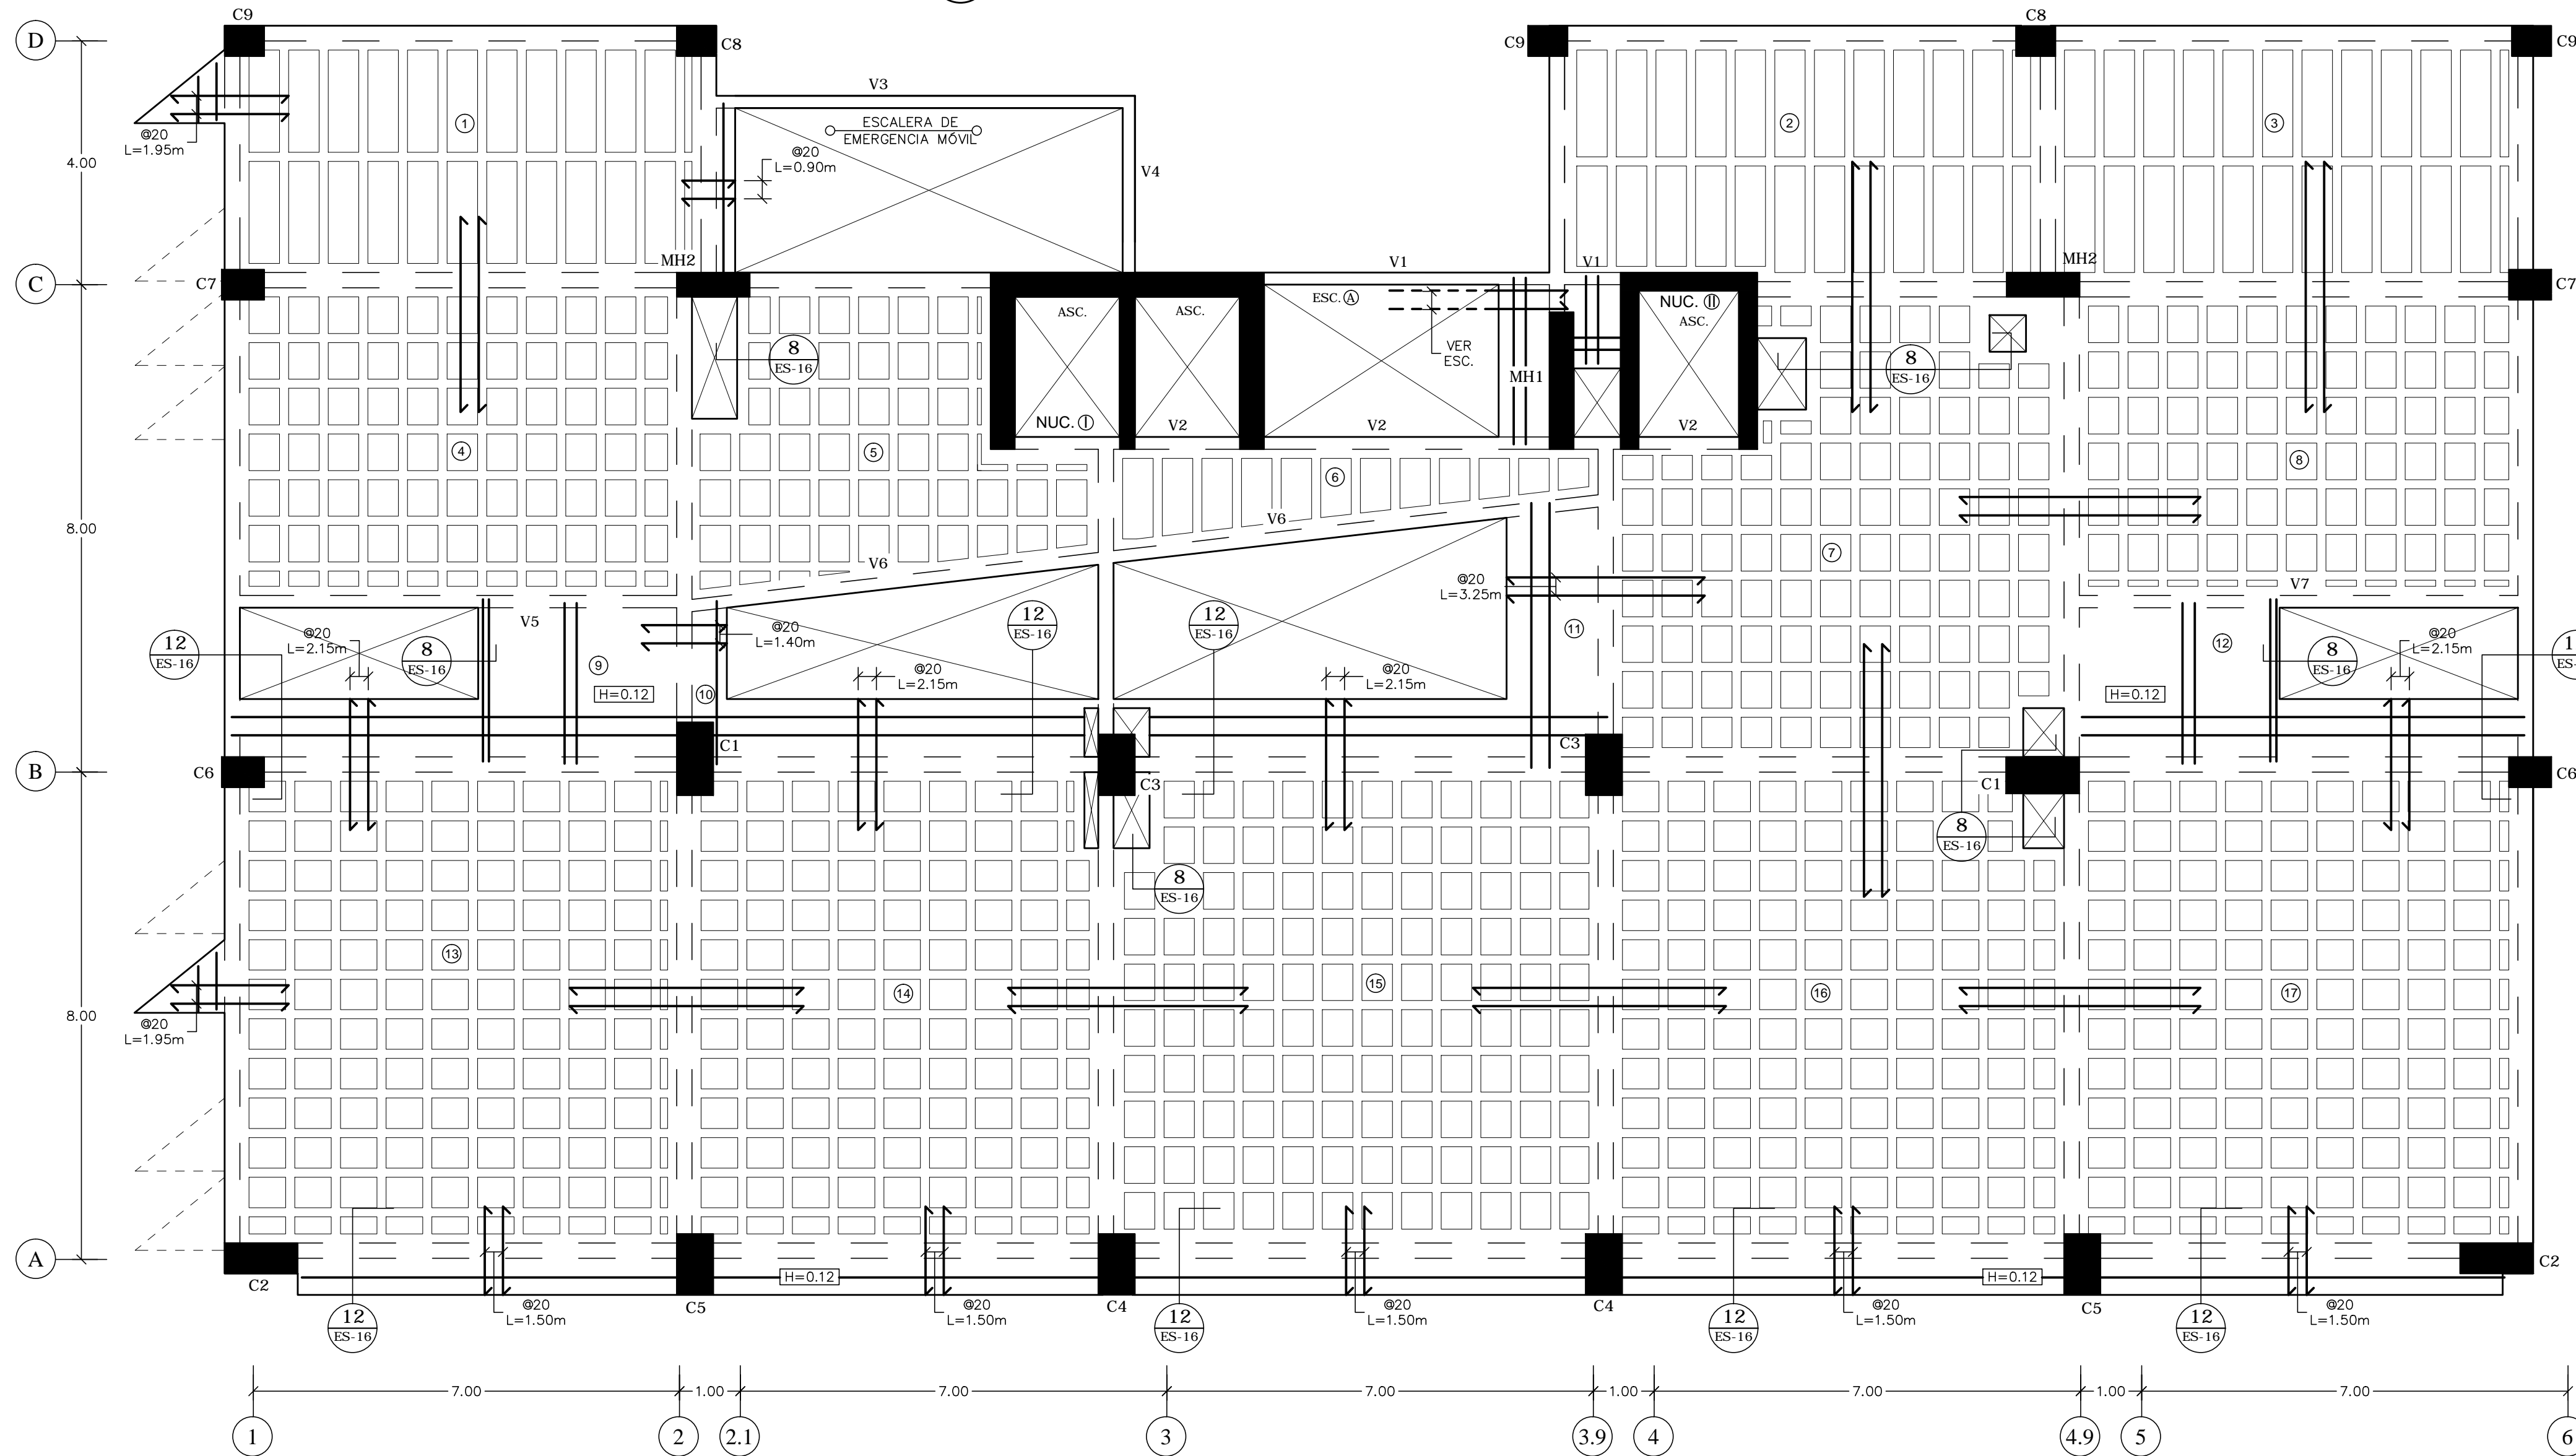 C9
C8
C9
C8
C9
D
V3
ESCALERA DE
EMERGENCIA MÓVIL
@20
L=1.95m
1
2
3
@20
L=0.90m
V4
4.00
MH2
V1
V1
MH2
C
C7
C7
ASC.
ASC.
ESC. A
NUC. II
ASC.
VER
ESC.
8
ES-16
8
ES-16
MH1
NUC. I
V2
V2
V2
4
5
6
8
V6
8.00
7
V6
@20
L=3.25m
V7
12
ES-16
@20
L=2.15m
8
ES-16
V5
@20
L=1.40m
12
ES-16
12
ES-16
11
12
8
ES-16
@20
L=2.15m
9
H=0.12
10
@20
L=2.15m
@20
L=2.15m
H=0.12
B
C6
C1
C3
C3
C1
C6
8
ES-16
8
ES-16
13
14
15
16
17
8.00
@20
L=1.95m
A
C2
C5
C4
C4
C5
C2
H=0.12
H=0.12
12
ES-16
@20
L=1.50m
@20
L=1.50m
12
ES-16
@20
L=1.50m
12
ES-16
@20
L=1.50m
12
ES-16
@20
L=1.50m
7.00
1.00
7.00
7.00
1.00
7.00
1.00
7.00
1
2
2.1
3
3.9
4
4.9
5
6